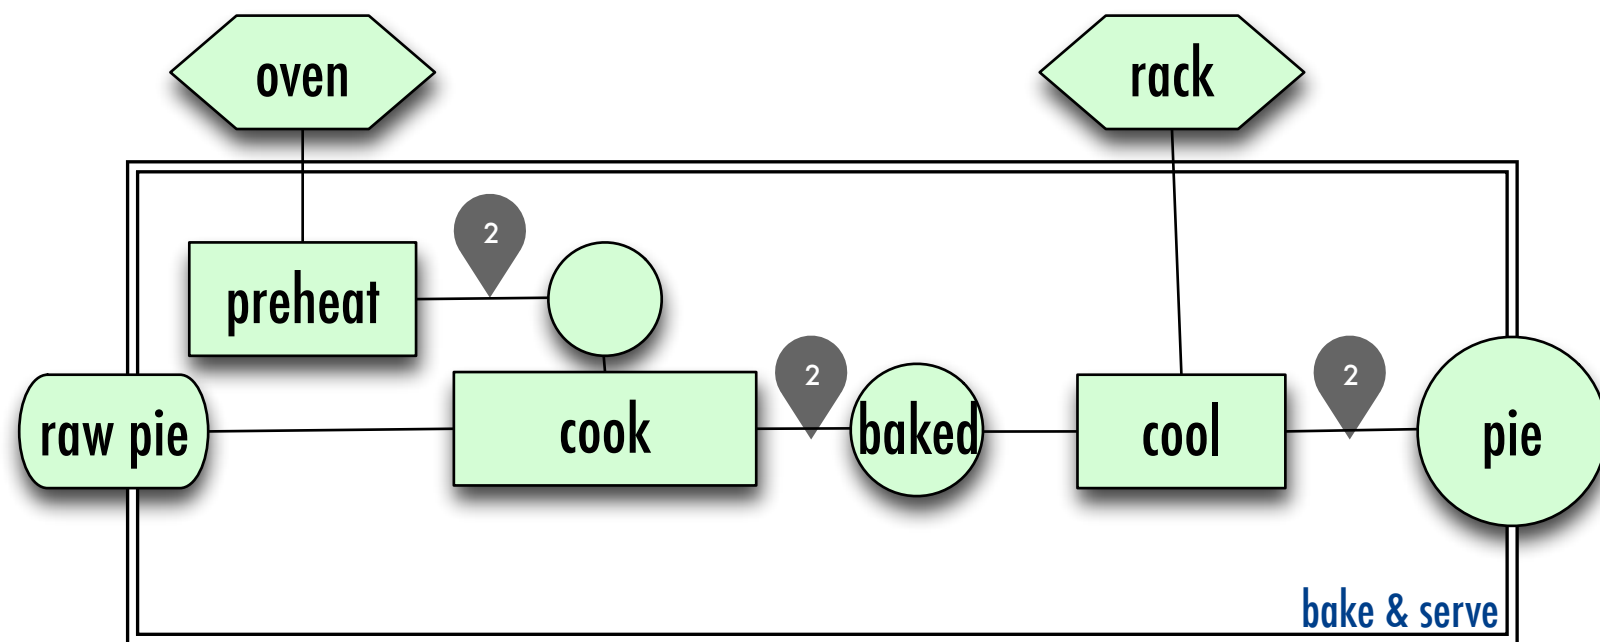 oven
rack
2
preheat
2
2
raw pie
cook
baked
cool
pie
bake & serve